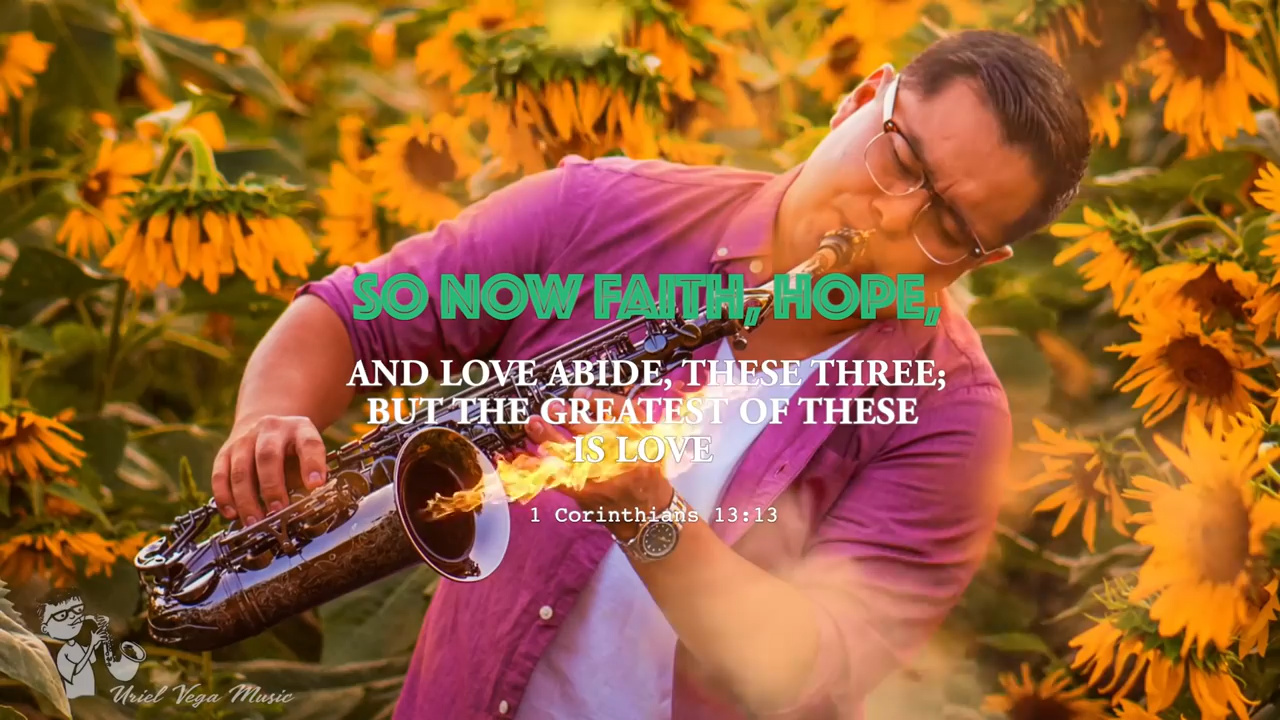 SO NOW FAITH, HOPE,
AND LOVE ABIDE, THESE THREE;
BUT THE GREATEST OF THESE
IS LOVE
1 Corinthians 13:13
Uriel Vega Music